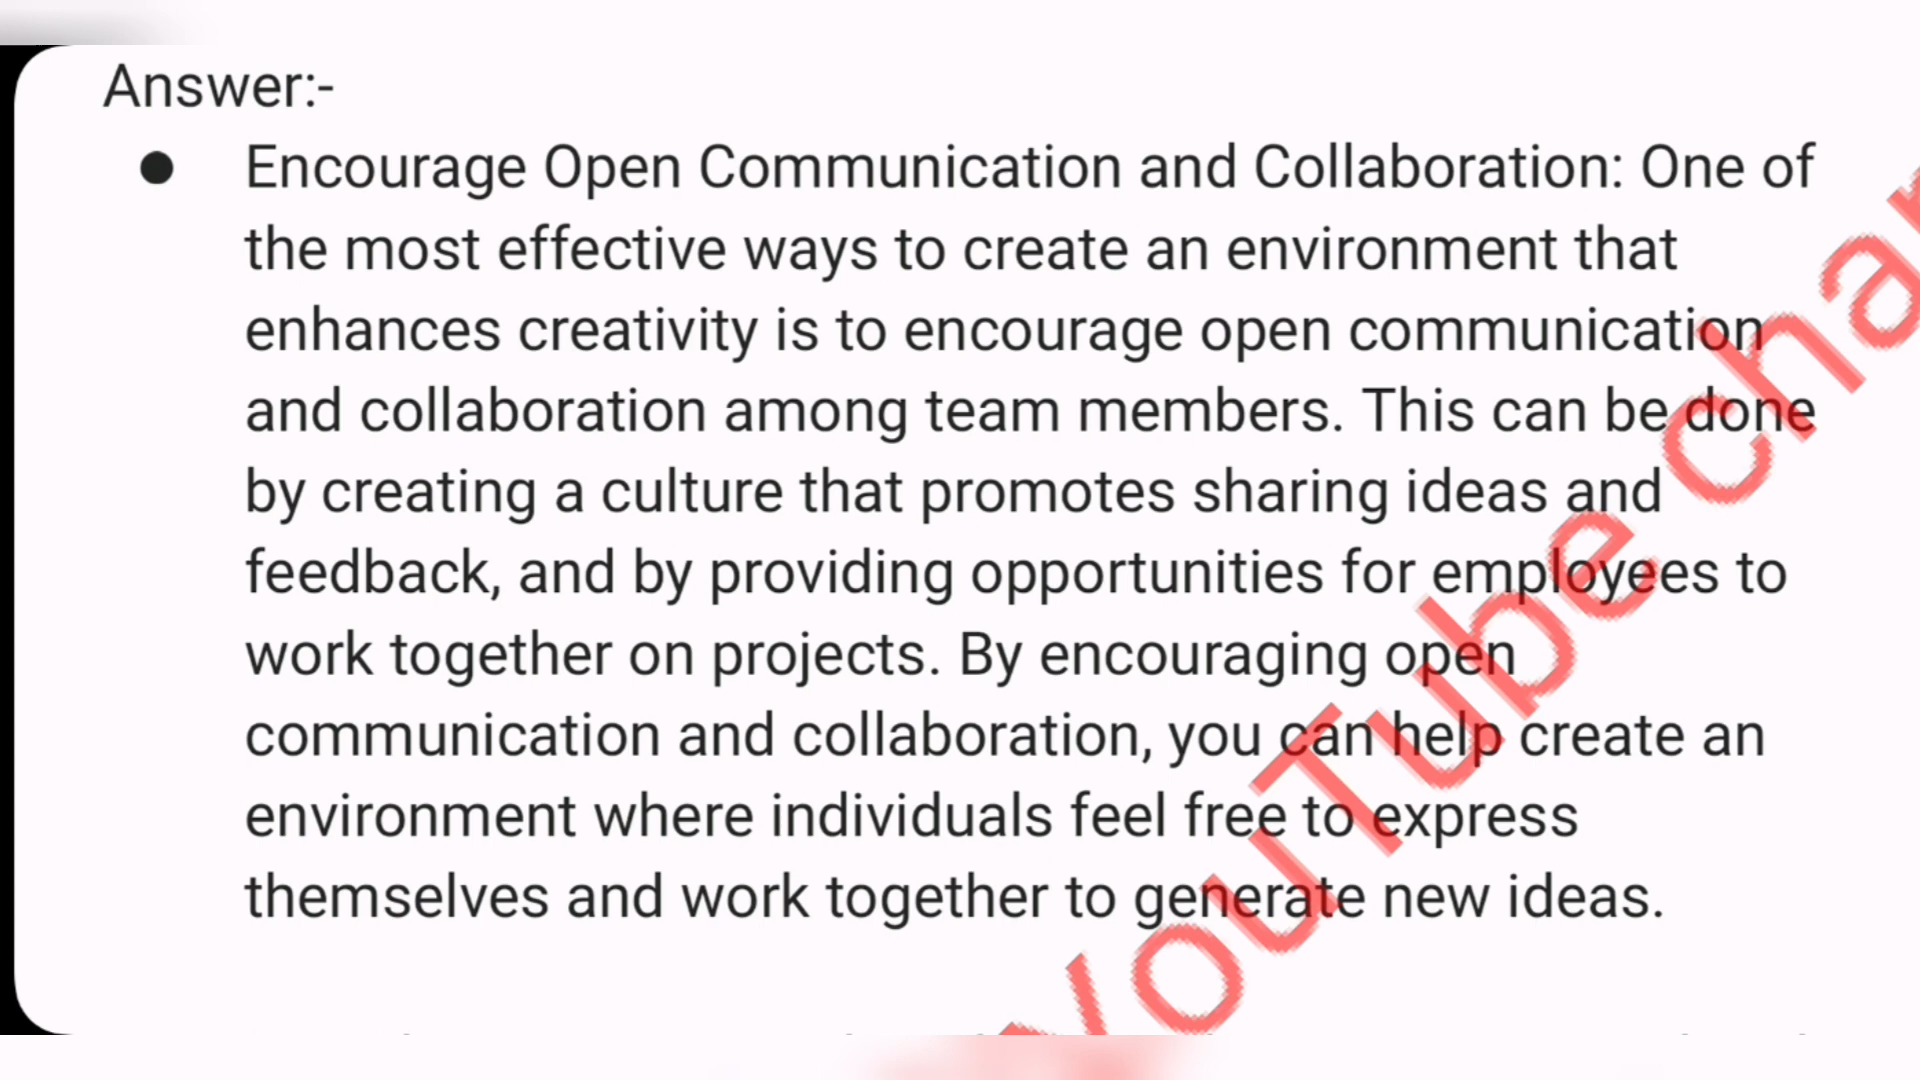 Answer:-
● Encourage Open Communication and Collaboration: One of
the most effective ways to create an environment that
enhances creativity is to encourage open communication
and collaboration among team members. This can be done
by creating a culture that promotes sharing ideas and
feedback, and by providing opportunities for employees to
work together on projects. By encouraging open
communication and collaboration, you can help create an
environment where individuals feel free to express
themselves and work together to generate new ideas.
YouTube